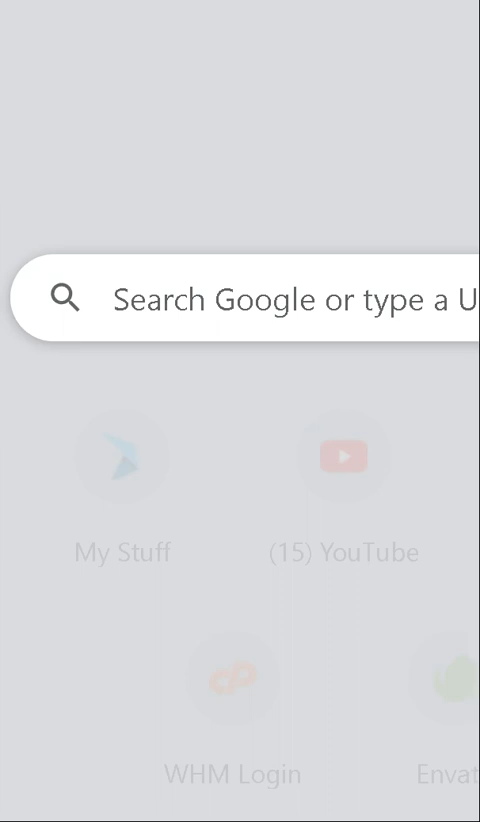 Search Google or type a U
My Stuff
(15) YouTube
WHM Login
Envat